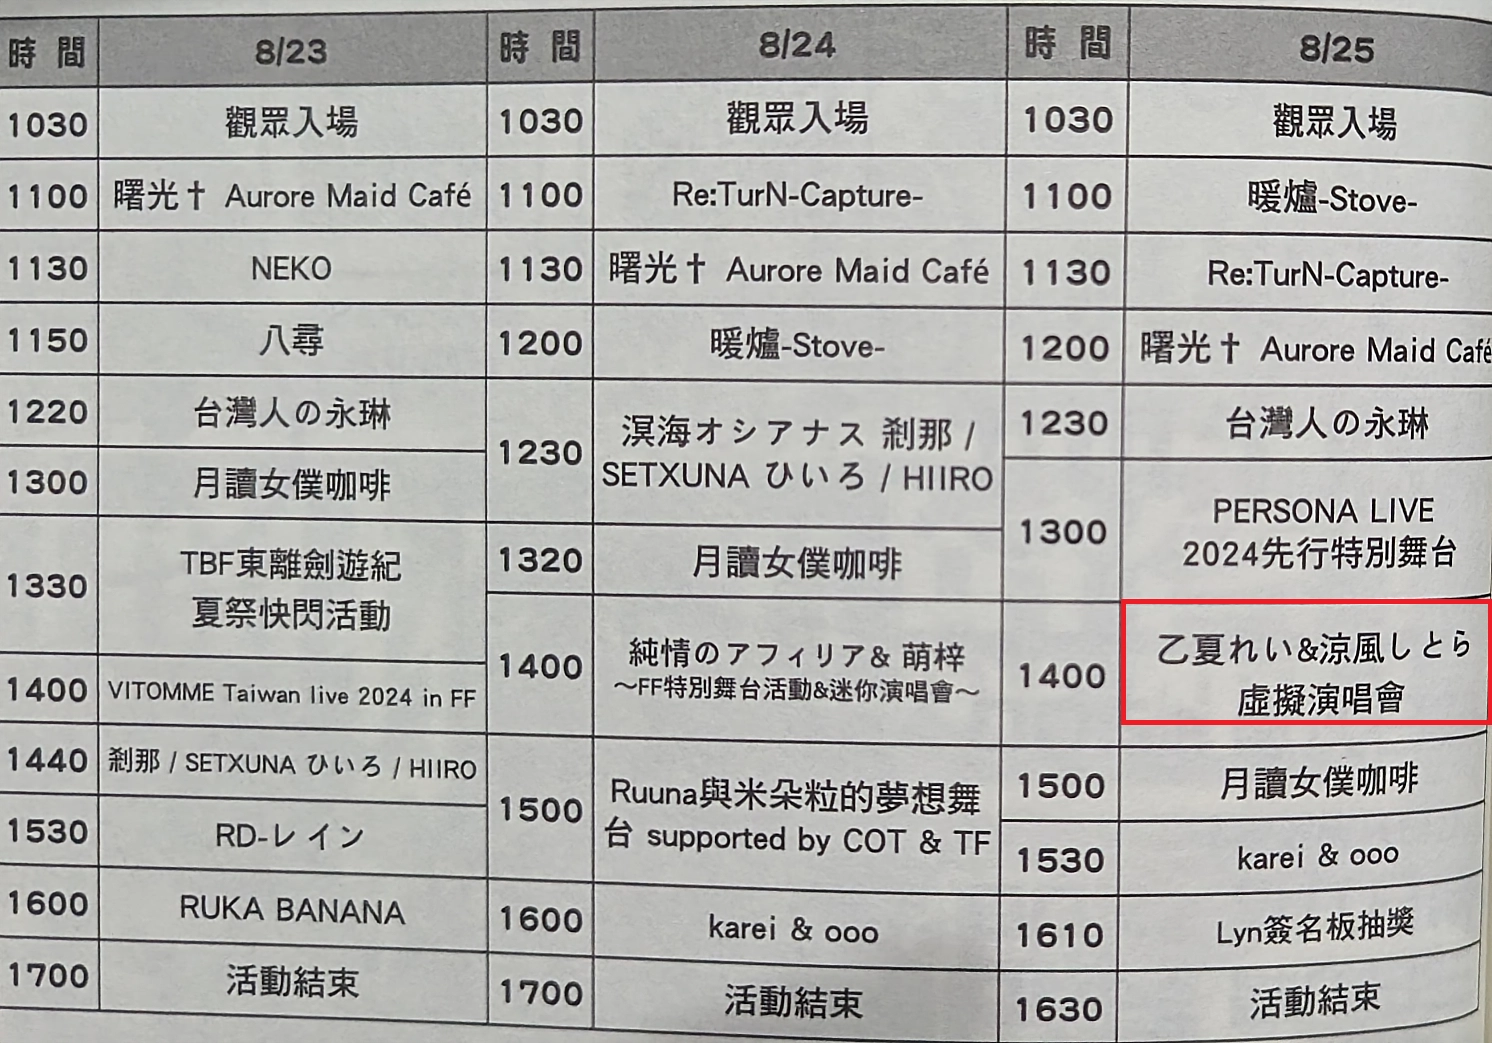 時間 8/23 時間 8/24 時間 8/25
1030 觀眾入場 1030 觀眾入場 1030 觀眾入場
1100 曙光† Aurore Maid Café 1100 Re:TurN-Capture- 1100 暖爐-Stove-
1130 NEKO 1130 曙光† Aurore Maid Café 1130 Re:TurN-Capture-
1150 八尋 1200 暖爐-Stove- 1200 曙光† Aurore Maid Café
1220 台灣人の永琳 1230 溟海オシアナス 剎那 / 1230 台灣人の永琳
SETXUNA ひいろ / HIIRO
1300 月讀女僕咖啡 1300 PERSONA LIVE
2024先行特別舞台
1330 TBF東離劍遊紀 1320 月讀女僕咖啡
夏祭快閃活動
1400 VITOMME Taiwan live 2024 in FF 1400 純情のアフィリア& 萌梓 1400 乙夏れい&涼風しとら
～FF特別舞台活動&迷你演唱會～ 虛擬演唱會
1440 剎那 / SETXUNA ひいろ / HIIRO 1500 Ruuna與米朵粒的夢想舞 1500 月讀女僕咖啡
台 supported by COT & TF
1530 RD-レイン 1530 karei & ooo
1600 RUKA BANANA 1600 karei & ooo 1610 Lyn簽名板抽獎
1700 活動結束 1700 活動結束 1630 活動結束